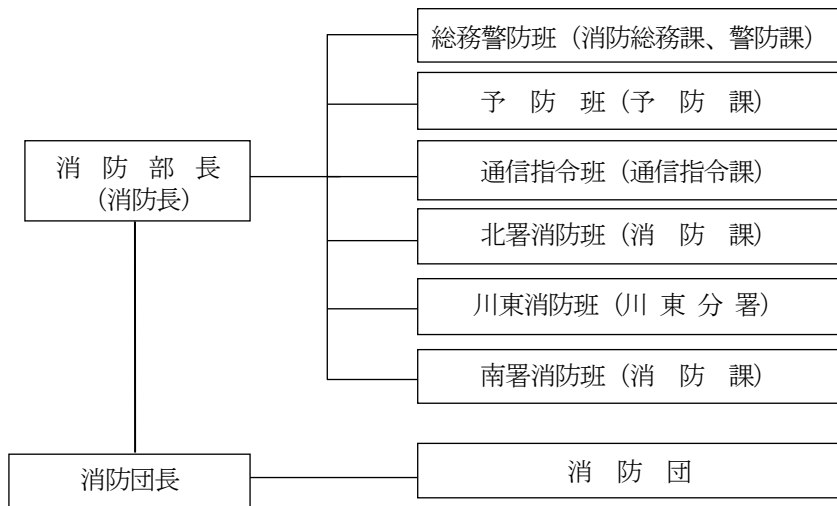 総務警防班（消防総務課、警防課）
予　防　班（予　防　課）
消　防　部　長
（消防長）
通信指令班（通信指令課）
北署消防班（消　防　課）
川東消防班（川　東　分　署）
南署消防班（消　防　課）
消防団長
消　防　団